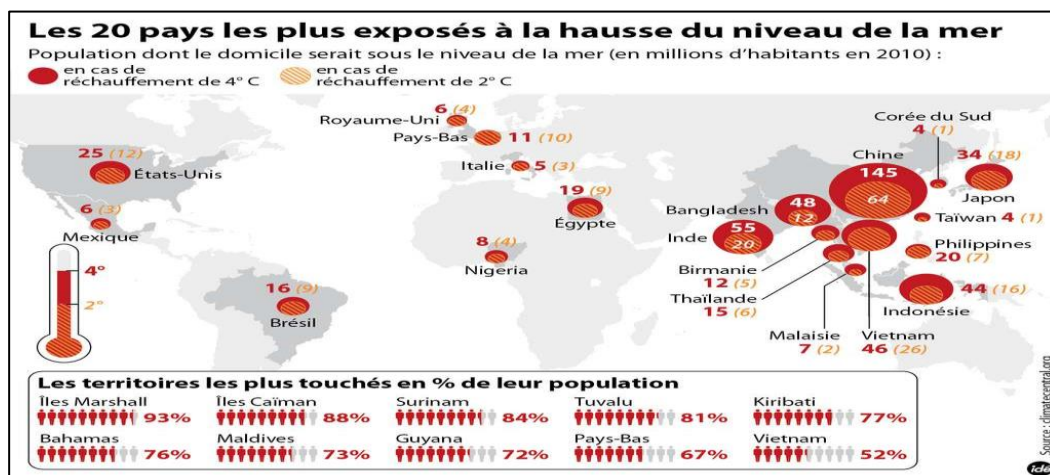 Les 20 pays les plus exposés à la hausse du niveau de la mer
Population dont le domicile serait sous le niveau de la mer (en millions d'habitants en 2010) :
en cas de
réchauffement de 4° C
en cas de
réchauffement de 2° C
6 (4)
Royaume-Uni
Pays-Bas 11 (10)
Italie 5 (3)
25 (12)
États-Unis
6 (3)
Mexique
19 (9)
Égypte
8 (4)
Nigeria
16 (9)
Brésil
Corée du Sud
4 (1)
Chine
145
64
34 (18)
Japon
48
Bangladesh
12
55
Inde
20
Taïwan 4 (1)
Philippines
20 (7)
Birmanie
12 (5)
Thaïlande
15 (6)
44 (16)
Indonésie
Malaisie
7 (2)
Vietnam
46 (26)
4°
2°
Les territoires les plus touchés en % de leur population
Îles Marshall
93%
Îles Caïman
88%
Surinam
84%
Tuvalu
81%
Kiribati
77%
Bahamas
76%
Maldives
73%
Guyana
72%
Pays-Bas
67%
Vietnam
52%
Source : climatecentral.org
idé